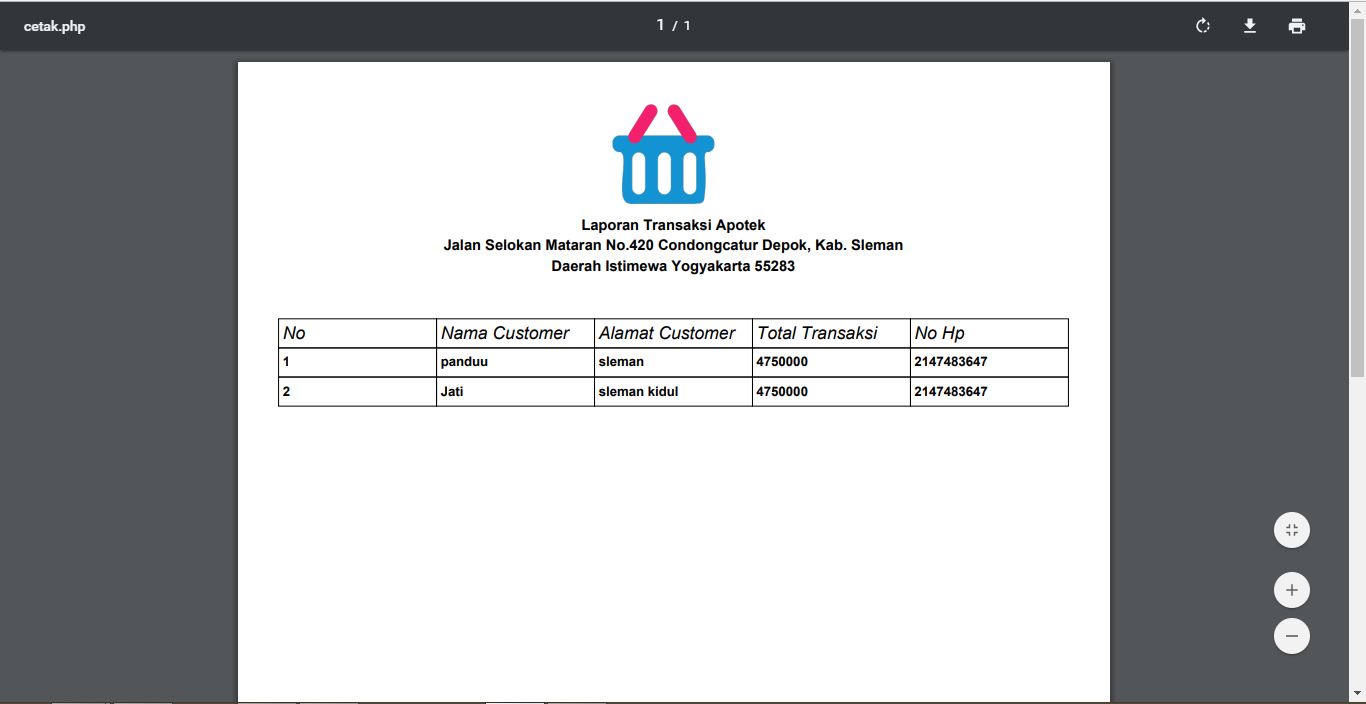 cetak.php
1 / 1
Laporan Transaksi Apotek
Jalan Selokan Mataran No.420 Condongcatur Depok, Kab. Sleman
Daerah Istimewa Yogyakarta 55283
No Nama Customer Alamat Customer Total Transaksi No Hp
1 panduu sleman 4750000 2147483647
2 Jati sleman kidul 4750000 2147483647